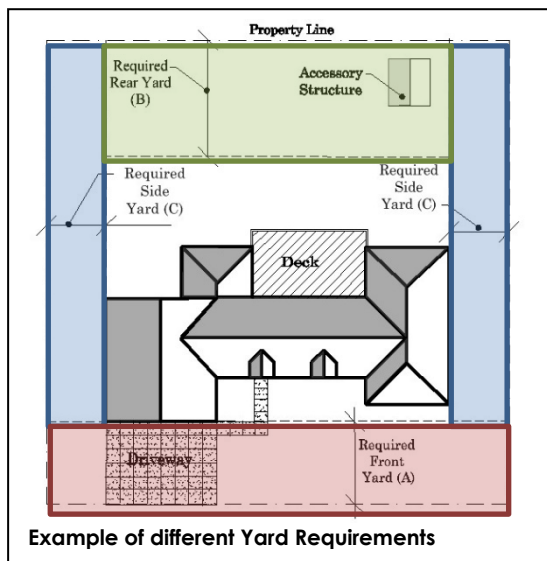 Property Line
Required
Rear Yard
(B)
Accessory
Structure
Required
Side
Yard (C)
Required
Side
Yard (C)
Deck
Driveway
Required
Front
Yard (A)
Example of different Yard Requirements